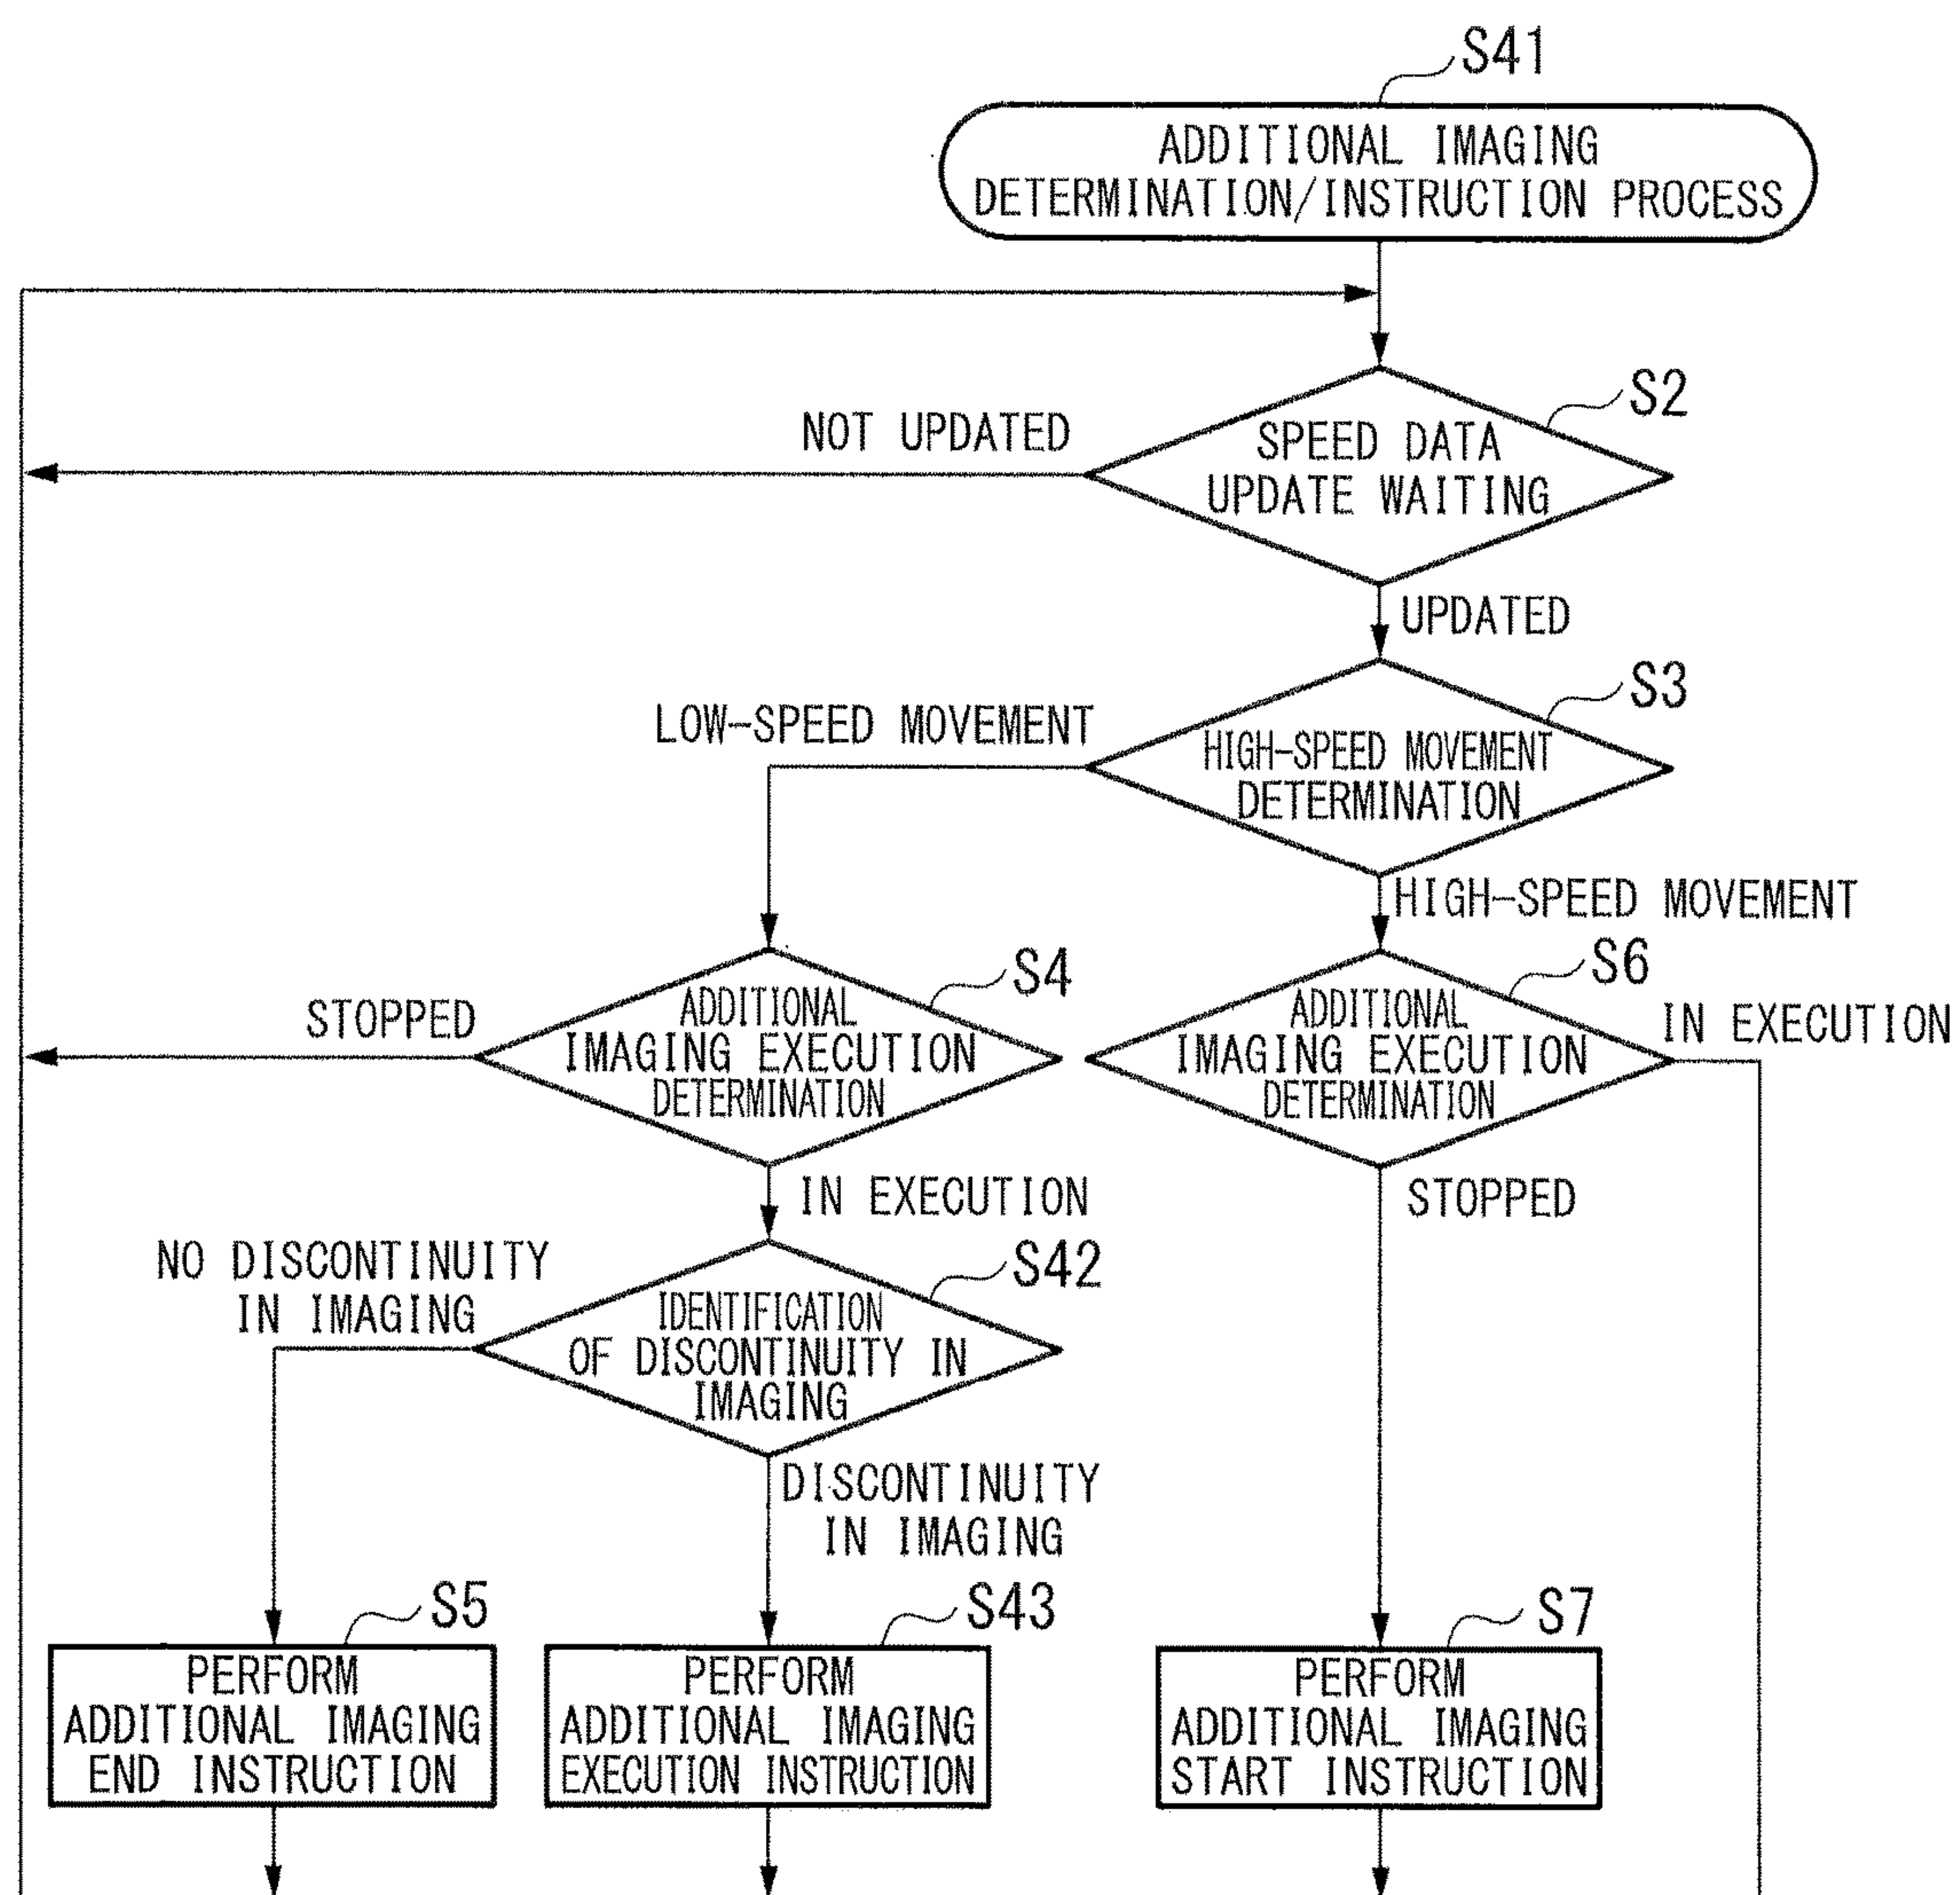 S41
ADDITIONAL IMAGING
DETERMINATION/INSTRUCTION PROCESS
S2
NOT UPDATED
SPEED DATA
UPDATE WAITING
UPDATED
S3
LOW-SPEED MOVEMENT
HIGH-SPEED MOVEMENT
DETERMINATION
HIGH-SPEED MOVEMENT
S4
STOPPED
ADDITIONAL
IMAGING EXECUTION
DETERMINATION
S6
IN EXECUTION
ADDITIONAL
IMAGING EXECUTION
DETERMINATION
IN EXECUTION
STOPPED
NO DISCONTINUITY
IN IMAGING
S42
IDENTIFICATION
OF DISCONTINUITY IN
IMAGING
DISCONTINUITY
IN IMAGING
S5
PERFORM
ADDITIONAL IMAGING
END INSTRUCTION
S43
PERFORM
ADDITIONAL IMAGING
EXECUTION INSTRUCTION
S7
PERFORM
ADDITIONAL IMAGING
START INSTRUCTION